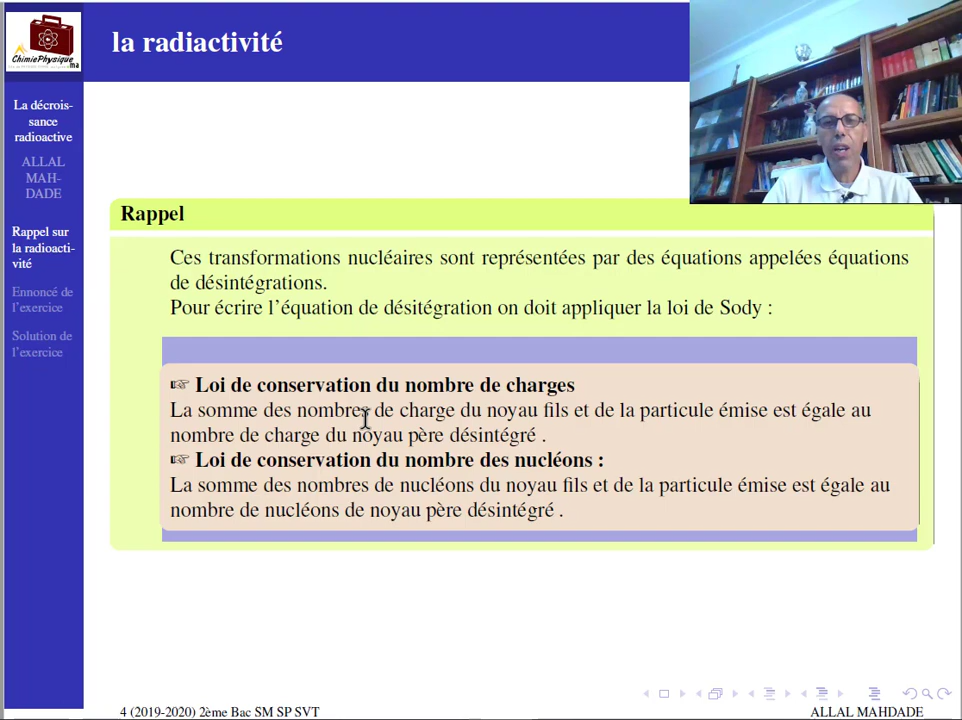 la radiactivité
ChimiePhysique
ma
La décrois-
sance
radioactive
ALLAL
MAH-
DADE
Rappel sur
la radioacti-
vité
Ennoncé de
l'exercice
Solution de
l'exercice
Rappel
Ces transformations nucléaires sont représentées par des équations appelées équations
de désintégrations.
Pour écrire l'équation de désitégration on doit appliquer la loi de Sody :
☞ Loi de conservation du nombre de charges
La somme des nombres de charge du noyau fils et de la particule émise est égale au
nombre de charge du noyau père désintégré .
☞ Loi de conservation du nombre des nucléons :
La somme des nombres de nucléons du noyau fils et de la particule émise est égale au
nombre de nucléons de noyau père désintégré .
4 (2019-2020) 2ème Bac SM SP SVT
ALLAL MAHDADE